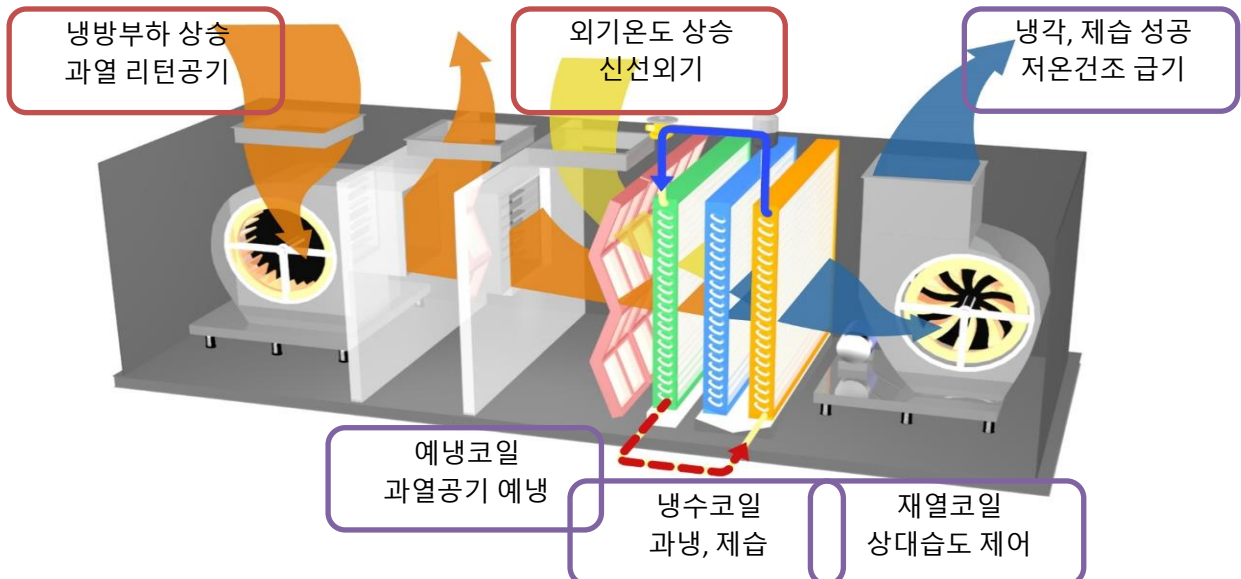 냉방부하 상승
과열 리턴공기
외기온도 상승
신선외기
냉각, 제습 성공
저온건조 급기
예냉코일
과열공기 예냉
냉수코일
과냉, 제습
재열코일
상대습도 제어